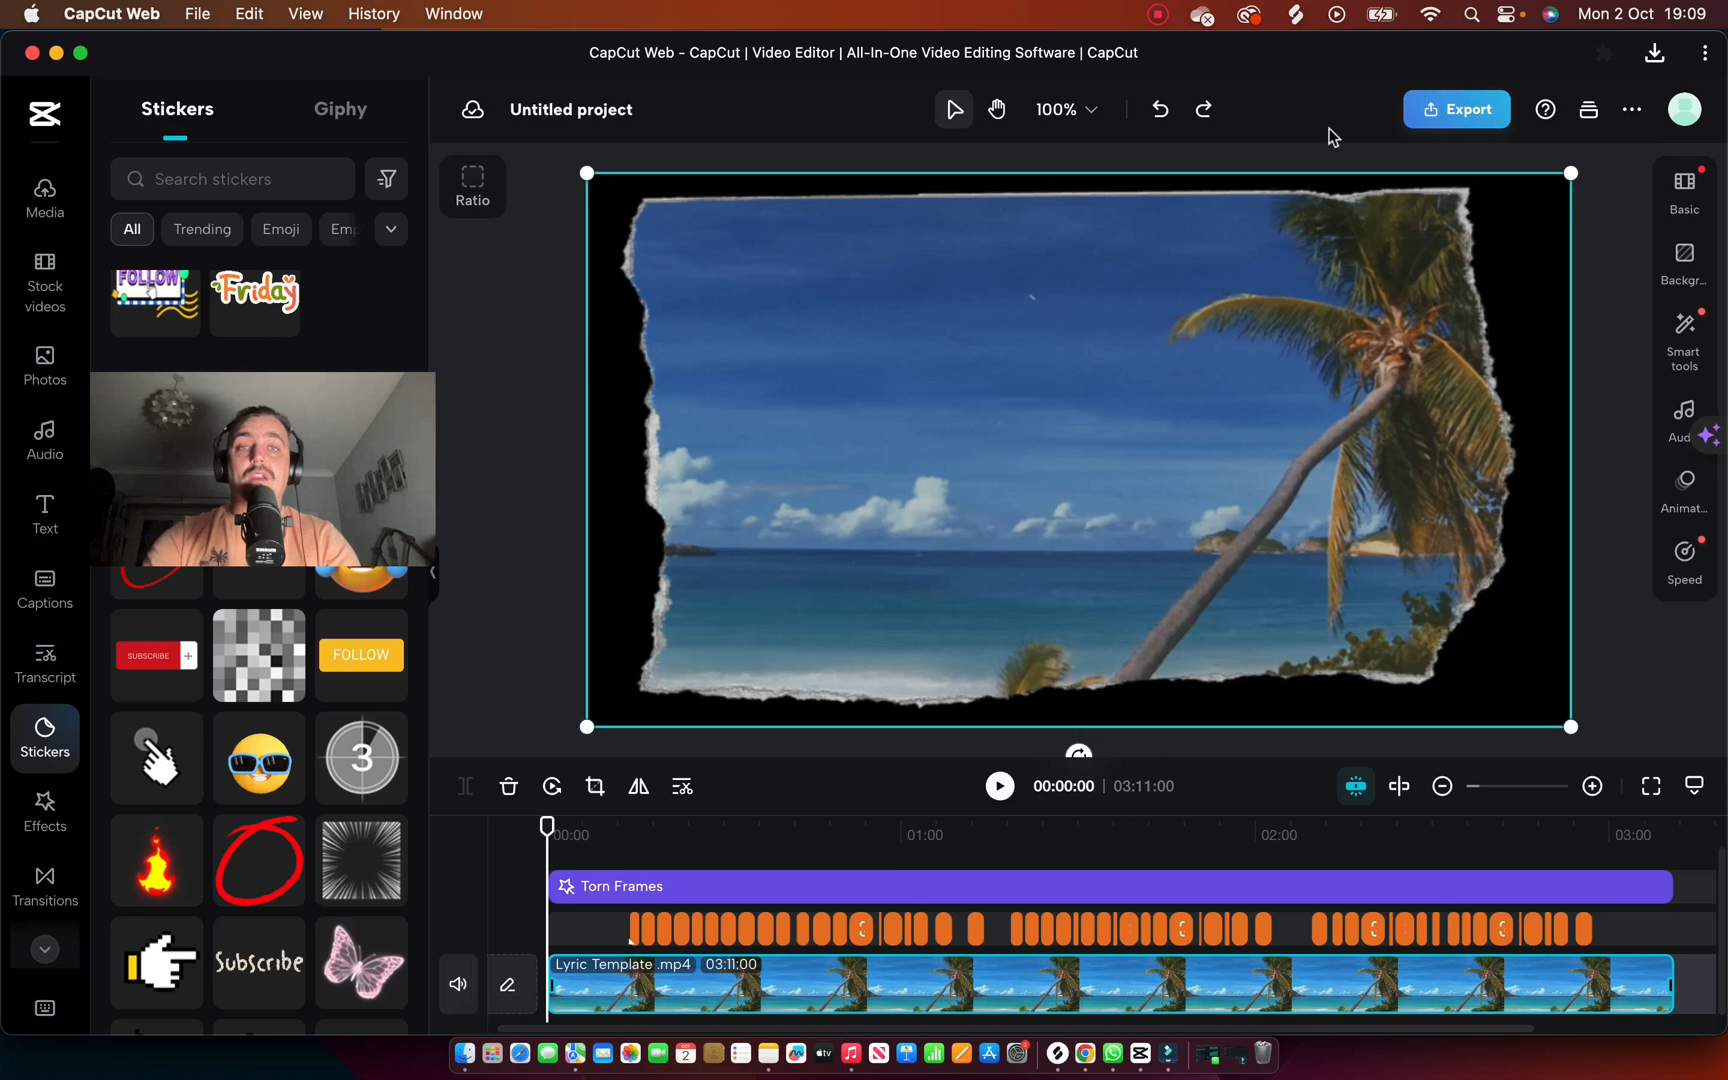 CapCut Web File Edit View History Window
Mon 2 Oct 19:09
CapCut Web - CapCut | Video Editor | All-In-One Video Editing Software | CapCut
Stickers Giphy
Untitled project
100%
Export
Search stickers
All Trending Emoji
FOLLOW
Friday
Ratio
Media
Stock
videos
Photos
Audio
Text
Captions
Transcript
Stickers
Effects
Transitions
Basic
Backgr...
Smart
tools
Animat...
Speed
SUBSCRIBE +
FOLLOW
3
Subscribe
00:00:00 | 03:11:00
00:00 01:00 02:00 03:00
Torn Frames
Lyric Template .mp4 03:11:00
tv